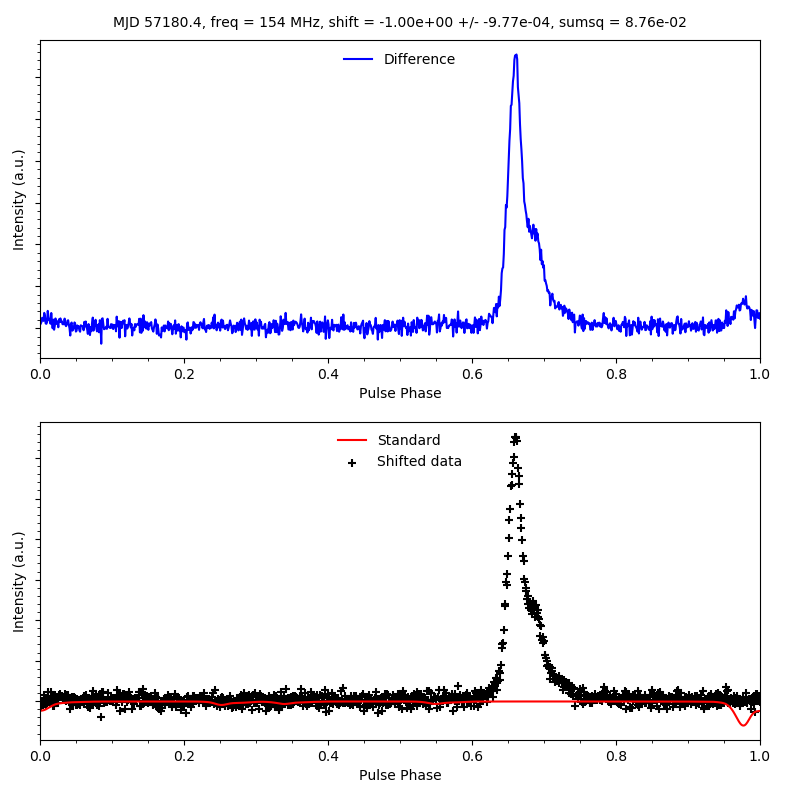 MJD 57180.4, freq = 154 MHz, shift = -1.00e+00 +/- -9.77e-04, sumsq = 8.76e-02
Difference
Intensity (a.u.)
0.0 0.2 0.4 0.6 0.8 1.0
Pulse Phase
Standard
Shifted data
Intensity (a.u.)
0.0 0.2 0.4 0.6 0.8 1.0
Pulse Phase